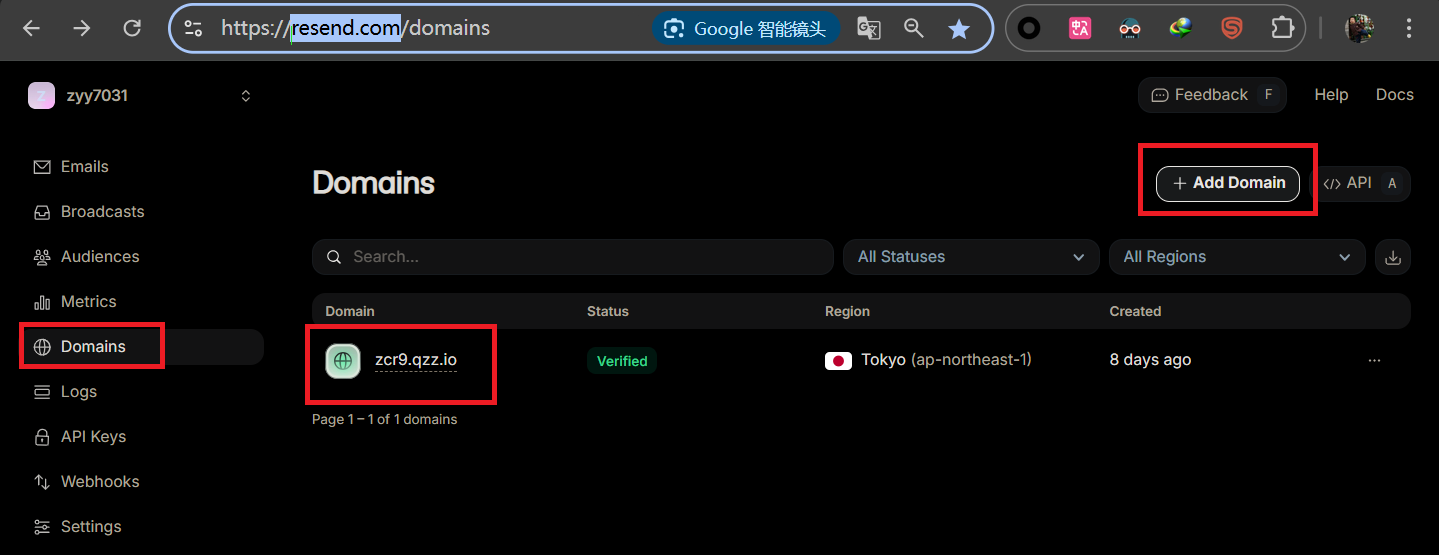 https://resend.com/domains
Google 智能镜头
Z zyy7031
Feedback F
Help
Docs
Emails
Broadcasts
Audiences
Metrics
Domains
Logs
API Keys
Webhooks
Settings
Domains
+ Add Domain
API A
Search...
All Statuses
All Regions
Domain Status Region Created
zcr9.qzz.io Verified Tokyo (ap-northeast-1) 8 days ago ...
Page 1 – 1 of 1 domains